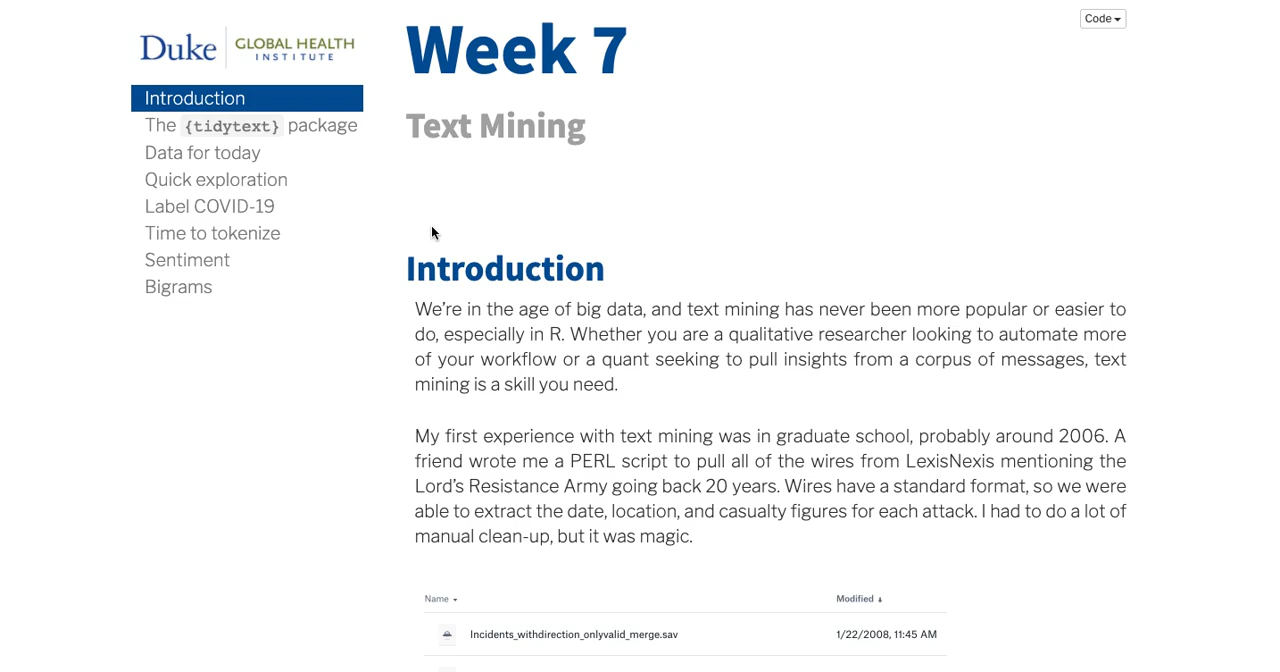 Code
Duke GLOBAL HEALTH INSTITUTE
Introduction
The {tidytext} package
Data for today
Quick exploration
Label COVID-19
Time to tokenize
Sentiment
Bigrams
Week 7
Text Mining
Introduction
We’re in the age of big data, and text mining has never been more popular or easier to
do, especially in R. Whether you are a qualitative researcher looking to automate more
of your workflow or a quant seeking to pull insights from a corpus of messages, text
mining is a skill you need.
My first experience with text mining was in graduate school, probably around 2006. A
friend wrote me a PERL script to pull all of the wires from LexisNexis mentioning the
Lord’s Resistance Army going back 20 years. Wires have a standard format, so we were
able to extract the date, location, and casualty figures for each attack. I had to do a lot of
manual clean-up, but it was magic.
Name Modified
Incidents_withdirection_onlyvalid_merge.sav 1/22/2008, 11:45 AM